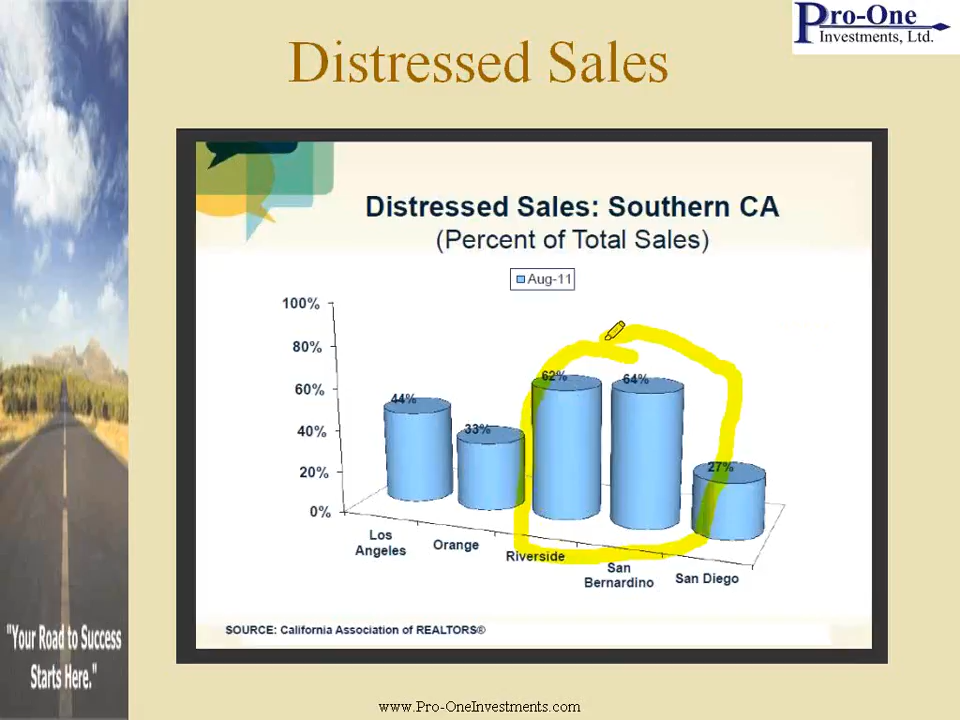 Pro-One
Investments, Ltd.
Distressed Sales
Distressed Sales: Southern CA
(Percent of Total Sales)
Aug-11
100%
80%
60%
40%
20%
0%
44%
33%
62%
64%
27%
Los
Angeles
Orange
Riverside
San
Bernardino
San Diego
SOURCE: California Association of REALTORS®
"Your Road to Success
Starts Here."
www.Pro-OneInvestments.com